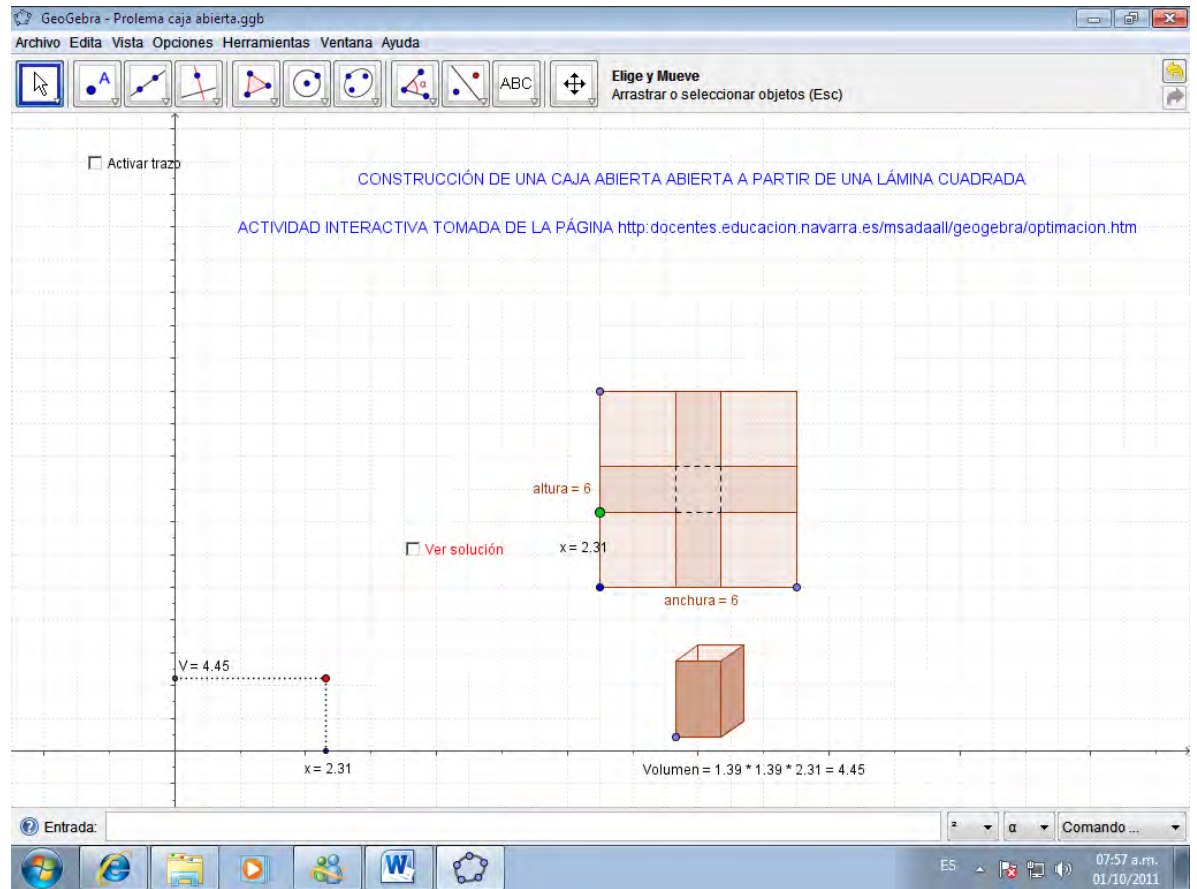 GeoGebra - Prolema caja abierta.ggb
Archivo Edita Vista Opciones Herramientas Ventana Ayuda
A
α
ABC
Elige y Mueve
Arrastrar o seleccionar objetos (Esc)
Activar trazo
CONSTRUCCIÓN DE UNA CAJA ABIERTA ABIERTA A PARTIR DE UNA LÁMINA CUADRADA
ACTIVIDAD INTERACTIVA TOMADA DE LA PÁGINA http:docentes.educacion.navarra.es/msadaall/geogebra/optimacion.htm
altura = 6
Ver solución
x = 2.31
anchura = 6
V = 4.45
x = 2.31
Volumen = 1.39 * 1.39 * 2.31 = 4.45
Entrada:
² α Comando ...
W
ES
07:57 a.m.
01/10/2011